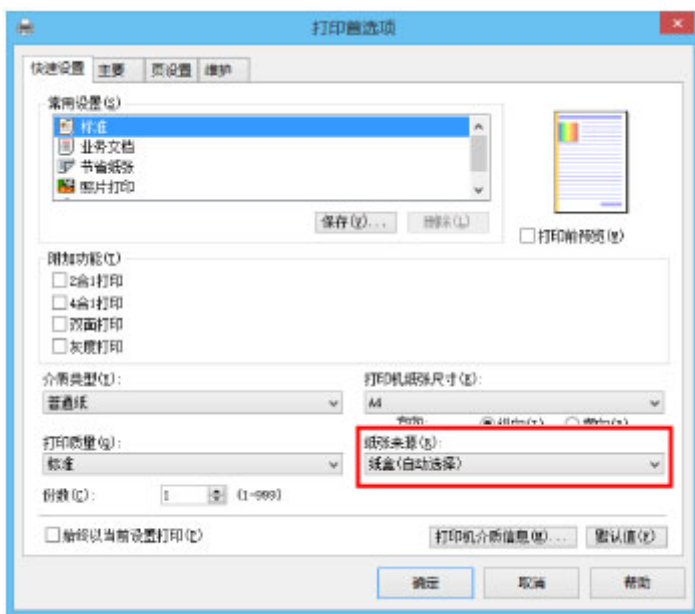 打印首选项
快速设置 主要 页设置 维护
常用设置(S)
标准
业务文档
节省纸张
照片打印
保存(V)... 删除(L)
打印前预览(W)
附加功能(T)
2合1打印
4合1打印
双面打印
灰度打印
介质类型(Y): 打印机纸张尺寸(E):
普通纸 A4
打印质量(Q): 纸张来源(R):
标准 纸盒(自动选择)
份数(C): 1 (1-999)
始终以当前设置打印(P) 打印机介质信息(M)... 默认值(F)
确定 取消 帮助